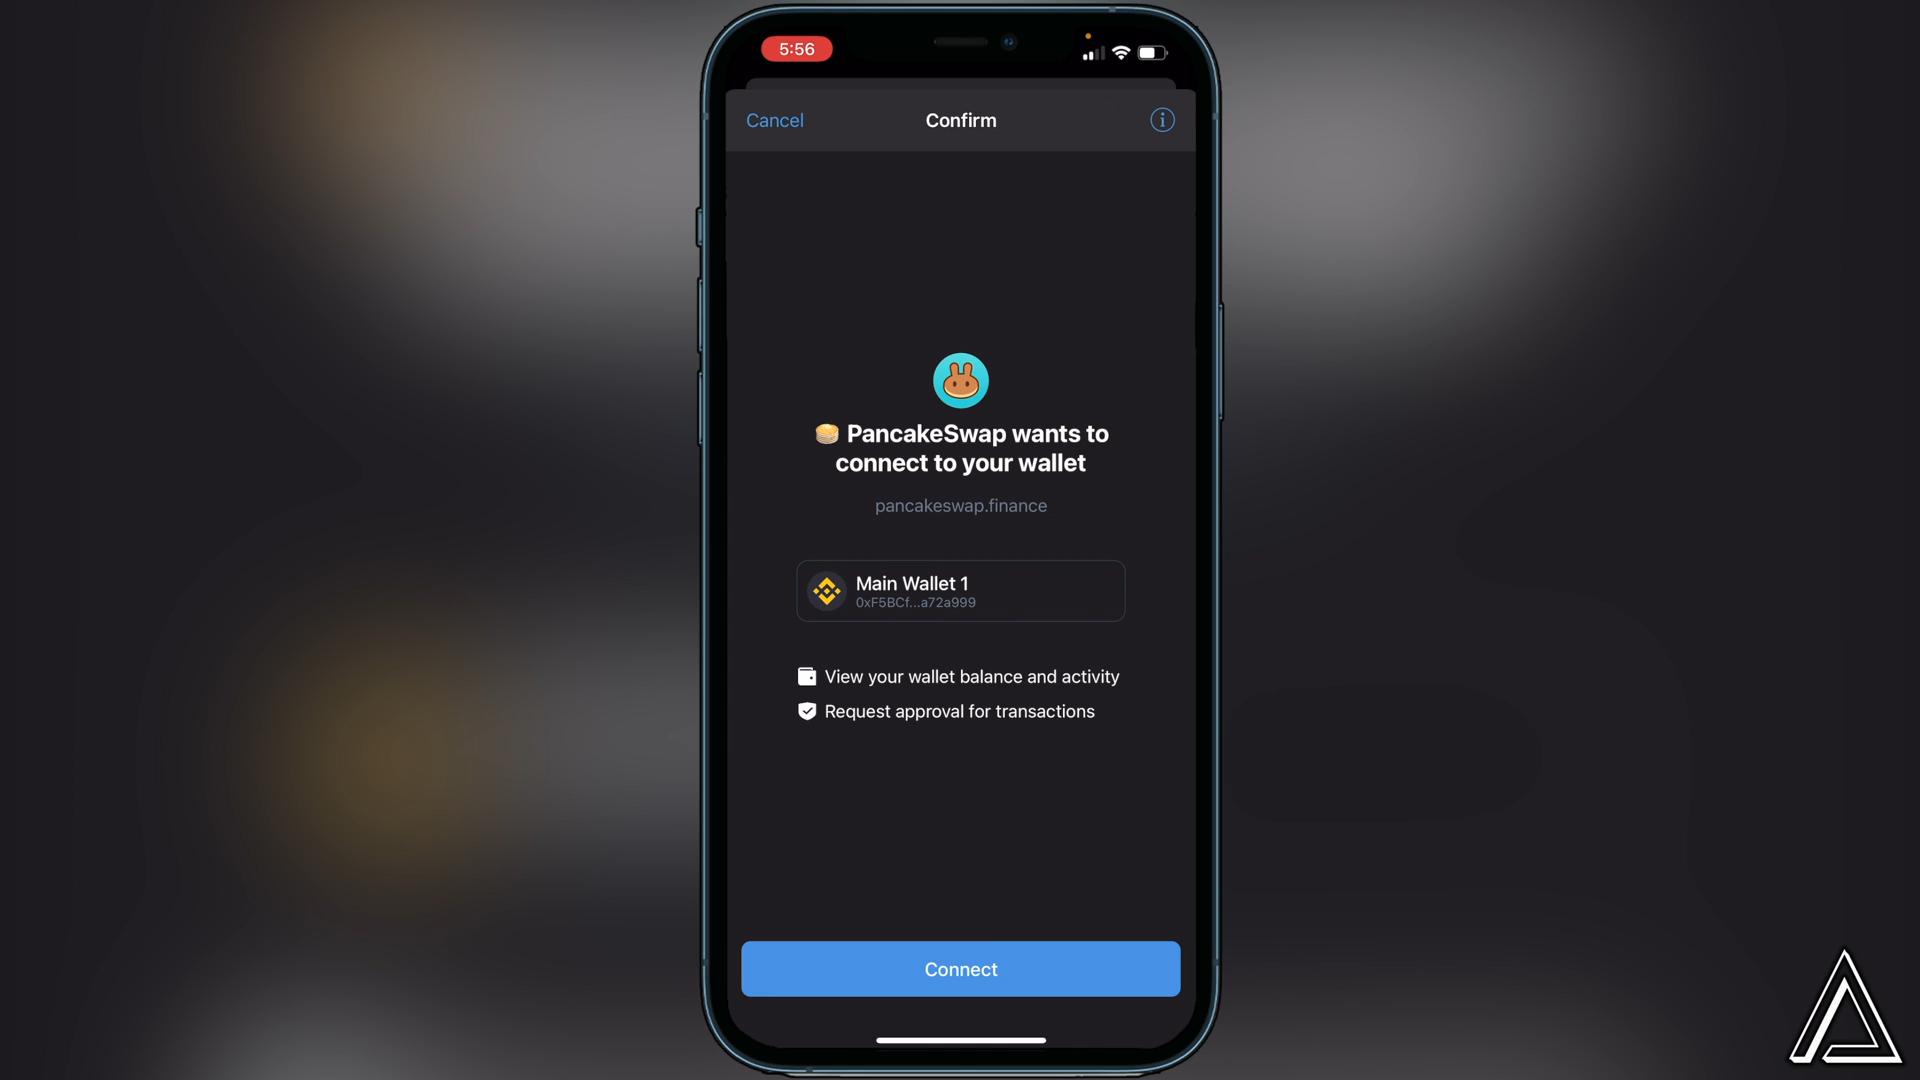 5:56
Cancel
Confirm
PancakeSwap wants to
connect to your wallet
pancakeswap.finance
Main Wallet 1
0xF5BCf...a72a999
View your wallet balance and activity
Request approval for transactions
Connect